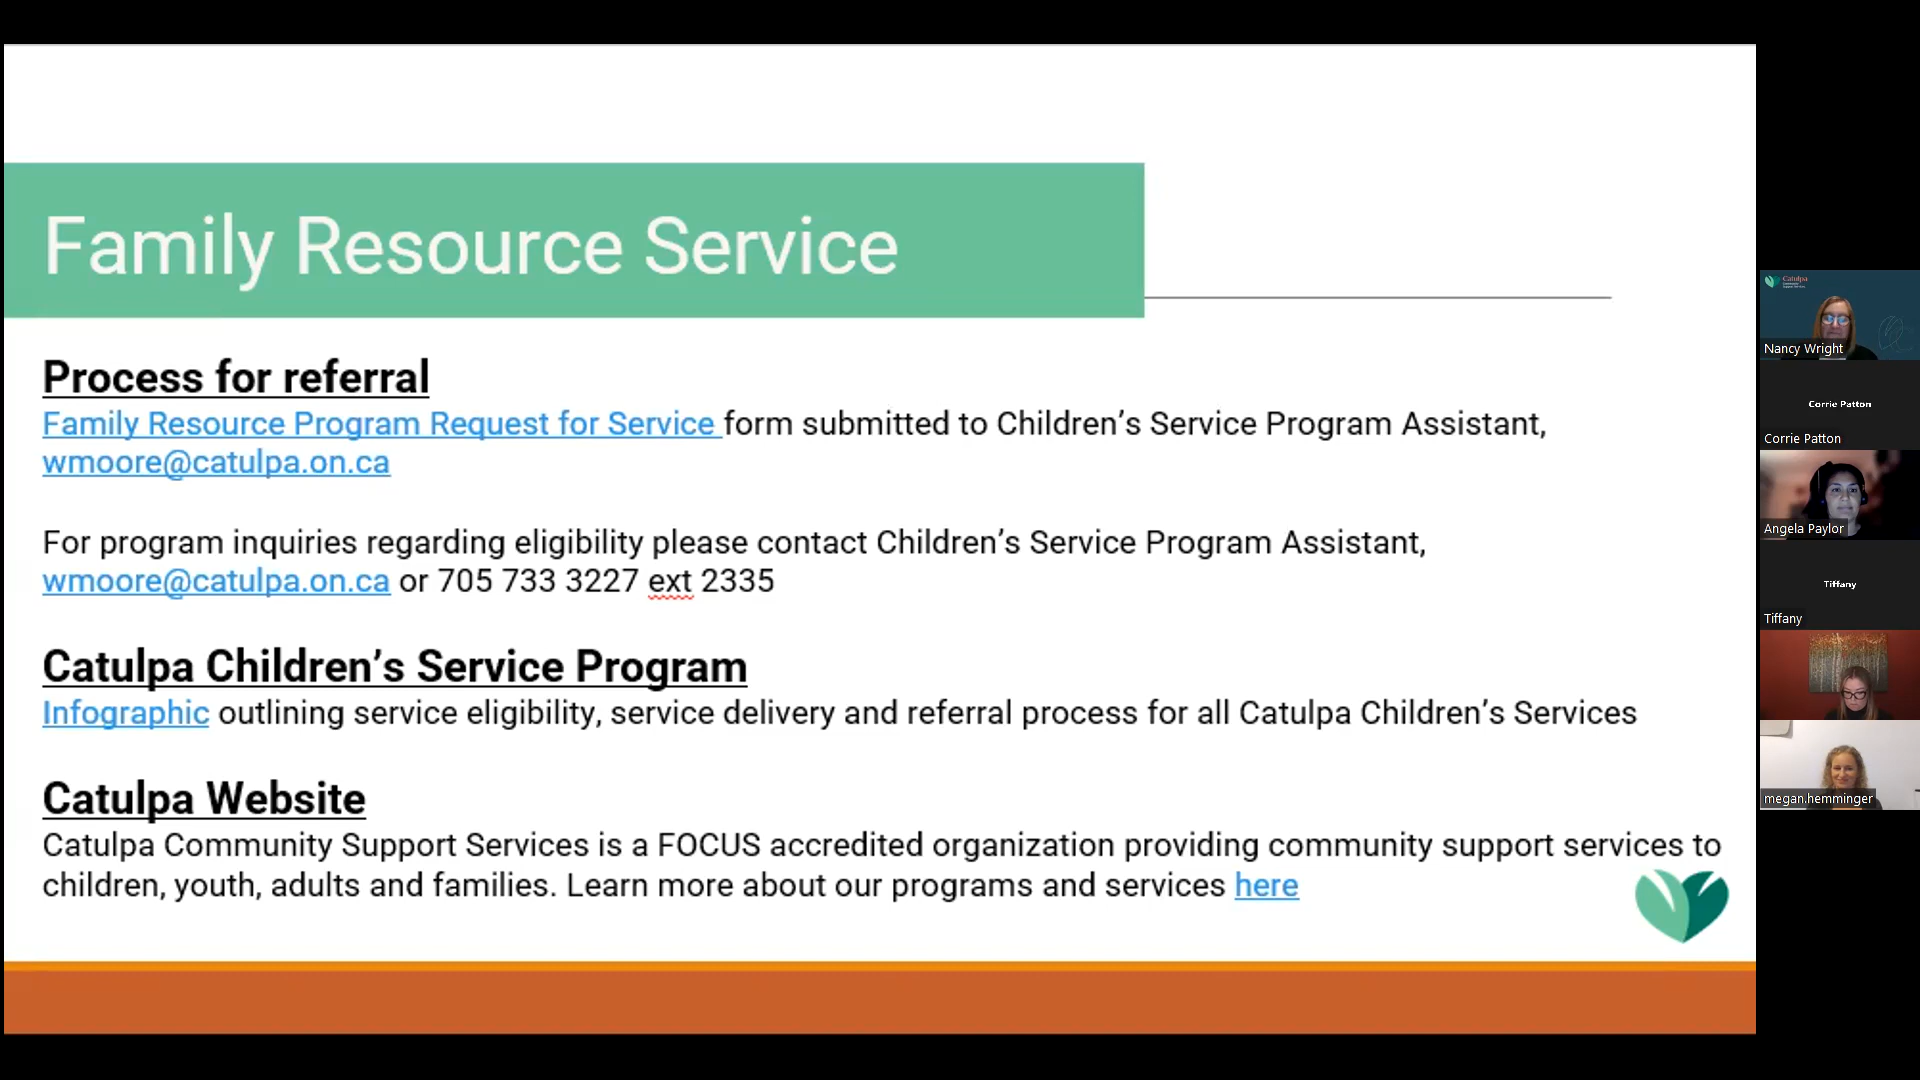 Family Resource Service
Process for referral
Family Resource Program Request for Service form submitted to Children’s Service Program Assistant,
wmoore@catulpa.on.ca
For program inquiries regarding eligibility please contact Children’s Service Program Assistant,
wmoore@catulpa.on.ca or 705 733 3227 ext 2335
Catulpa Children’s Service Program
Infographic outlining service eligibility, service delivery and referral process for all Catulpa Children’s Services
Catulpa Website
Catulpa Community Support Services is a FOCUS accredited organization providing community support services to
children, youth, adults and families. Learn more about our programs and services here
Catulpa
Nancy Wright
Corrie Patton
Corrie Patton
Angela Paylor
Tiffany
Tiffany
megan.hemminger